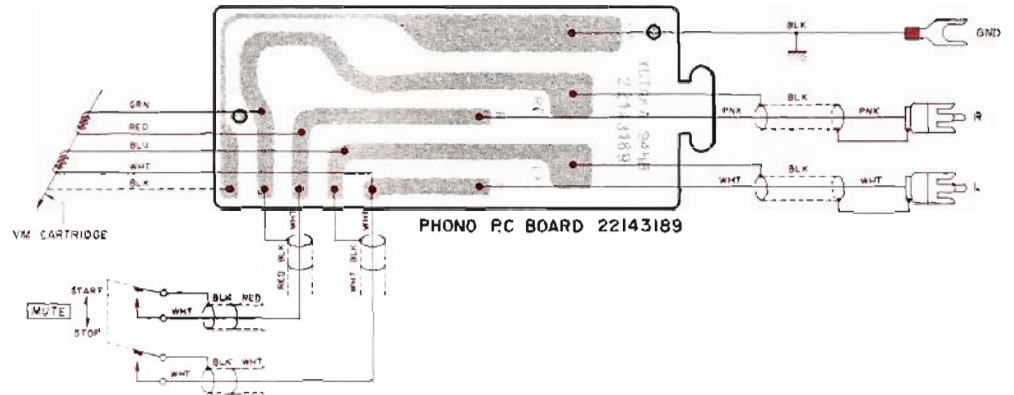 BLK
GND
GRN
RED
BLU
WHT
BLK
PNK
BLK
PNK
R
WHT
BLK
WHT
L
PHONO P.C BOARD 22143189
VM CARTRIDGE
RED
BLK
WHT
WHT
BLK
WHT
START
MUTE
STOP
BLK RED
WHT
BLK WHT
WHT